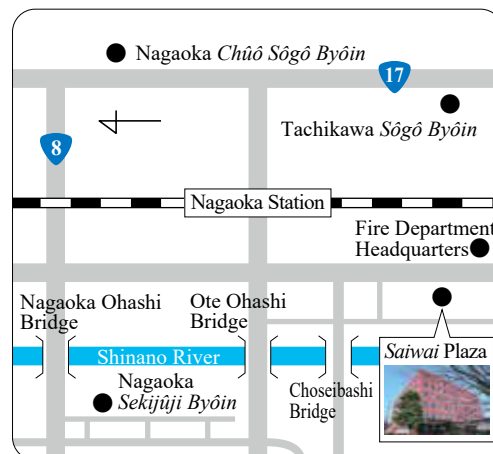 Nagaoka Chûô Sôgô Byôin
17
Tachikawa Sôgô Byôin
8
Nagaoka Station
Fire Department
Headquarters
Nagaoka Ohashi
Bridge
Ote Ohashi
Bridge
Saiwai Plaza
Shinano River
Nagaoka
Sekijûji Byôin
Choseibashi
Bridge